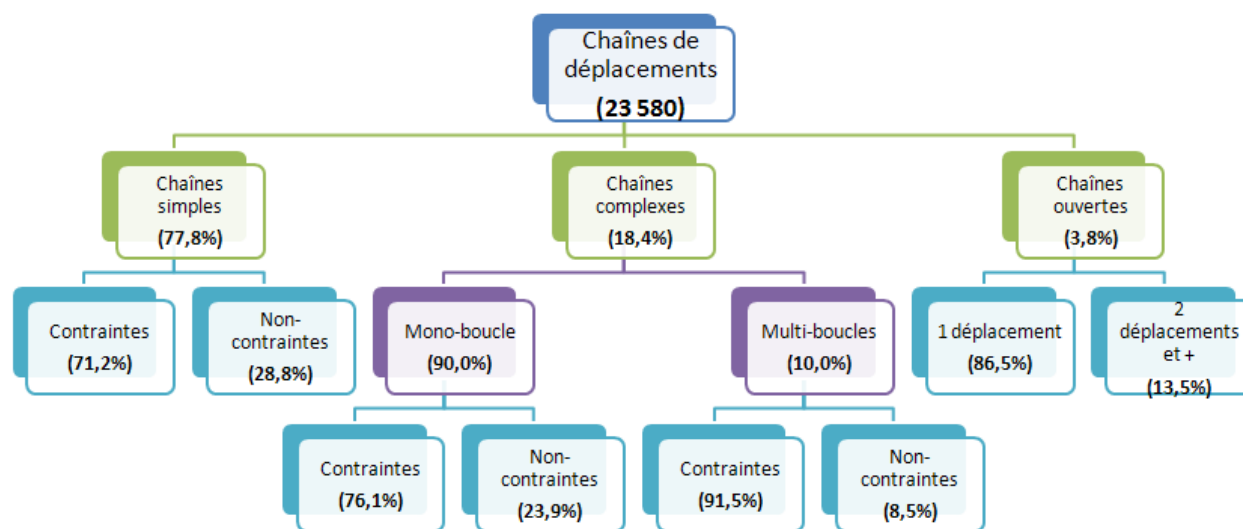 Chaînes de
déplacements
(23 580)
Chaînes
simples
(77,8%)
Chaînes
complexes
(18,4%)
Chaînes
ouvertes
(3,8%)
Contraintes
(71,2%)
Non-
contraintes
(28,8%)
Mono-boucle
(90,0%)
Multi-boucles
(10,0%)
1 déplacement
(86,5%)
2
déplacements
et +
(13,5%)
Contraintes
(76,1%)
Non-
contraintes
(23,9%)
Contraintes
(91,5%)
Non-
contraintes
(8,5%)